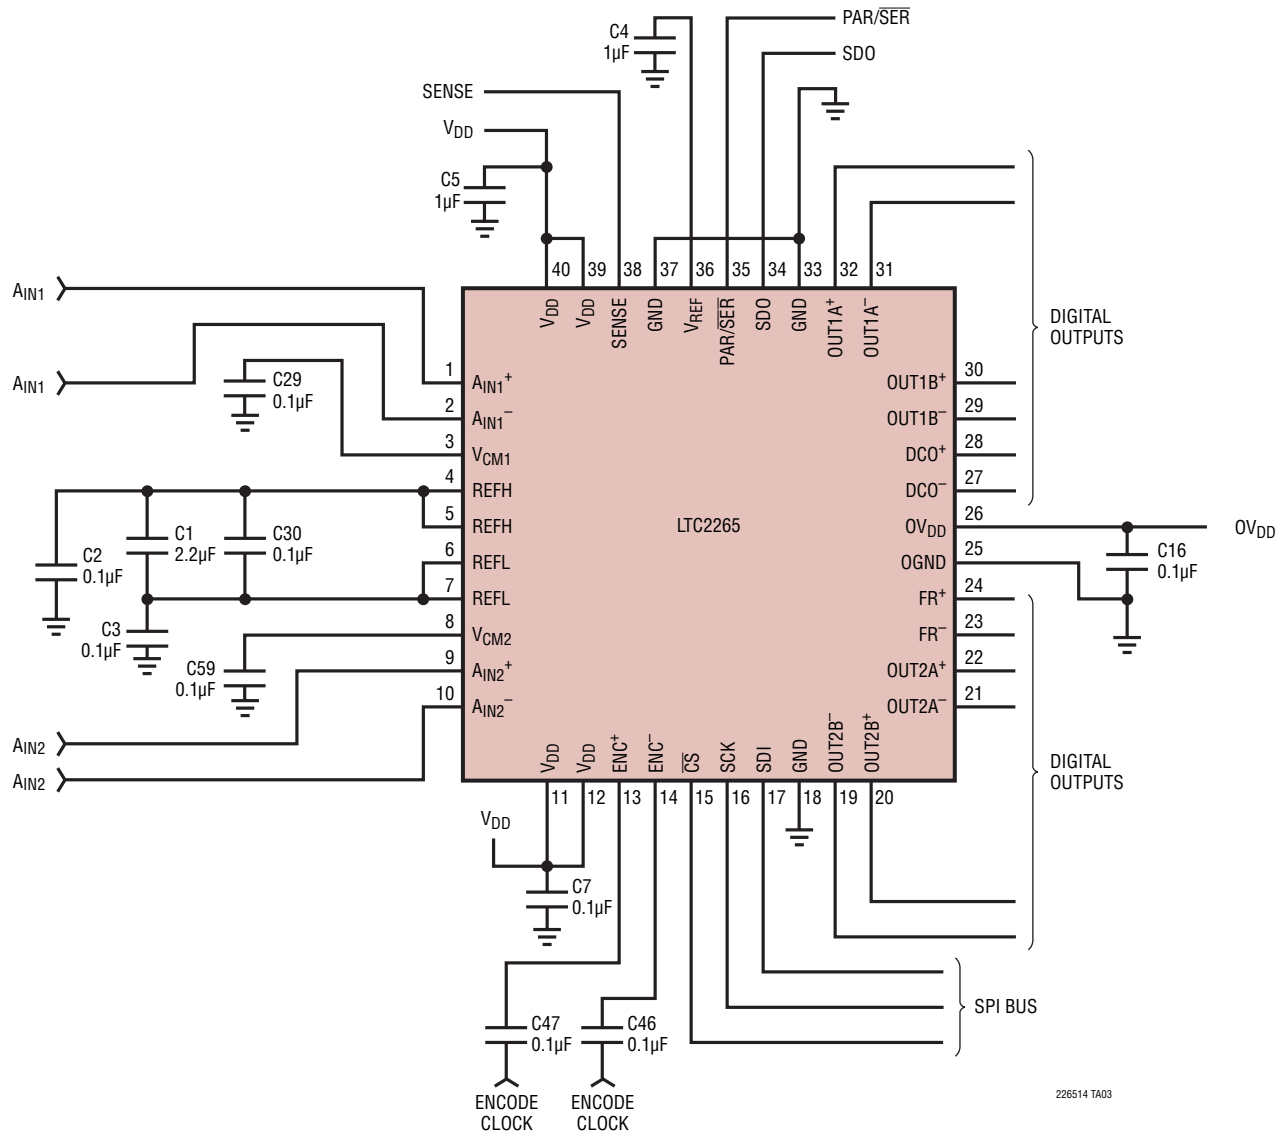 PAR/SER
C4
1µF
SDO
SENSE
VDD
C5
1µF
40 39 38 37 36 35 34 33 32 31
VDD VDD SENSE GND VREF PAR/SER SDO GND OUT1A+ OUT1A–
DIGITAL
OUTPUTS
AIN1
AIN1
C29
0.1µF
1 AIN1+
2 AIN1–
3 VCM1
4 REFH
5 REFH
6 REFL
7 REFL
8 VCM2
9 AIN2+
10 AIN2–
LTC2265
OUT1B+ 30
OUT1B– 29
DCO+ 28
DCO– 27
OVDD 26
OGND 25
FR+ 24
FR– 23
OUT2A+ 22
OUT2A– 21
OVDD
C16
0.1µF
C2
0.1µF
C1
2.2µF
C30
0.1µF
C3
0.1µF
C59
0.1µF
AIN2
AIN2
VDD VDD ENC+ ENC– CS SCK SDI GND OUT2B– OUT2B+
11 12 13 14 15 16 17 18 19 20
DIGITAL
OUTPUTS
VDD
C7
0.1µF
C47
0.1µF
C46
0.1µF
SPI BUS
ENCODE
CLOCK
ENCODE
CLOCK
226514 TA03